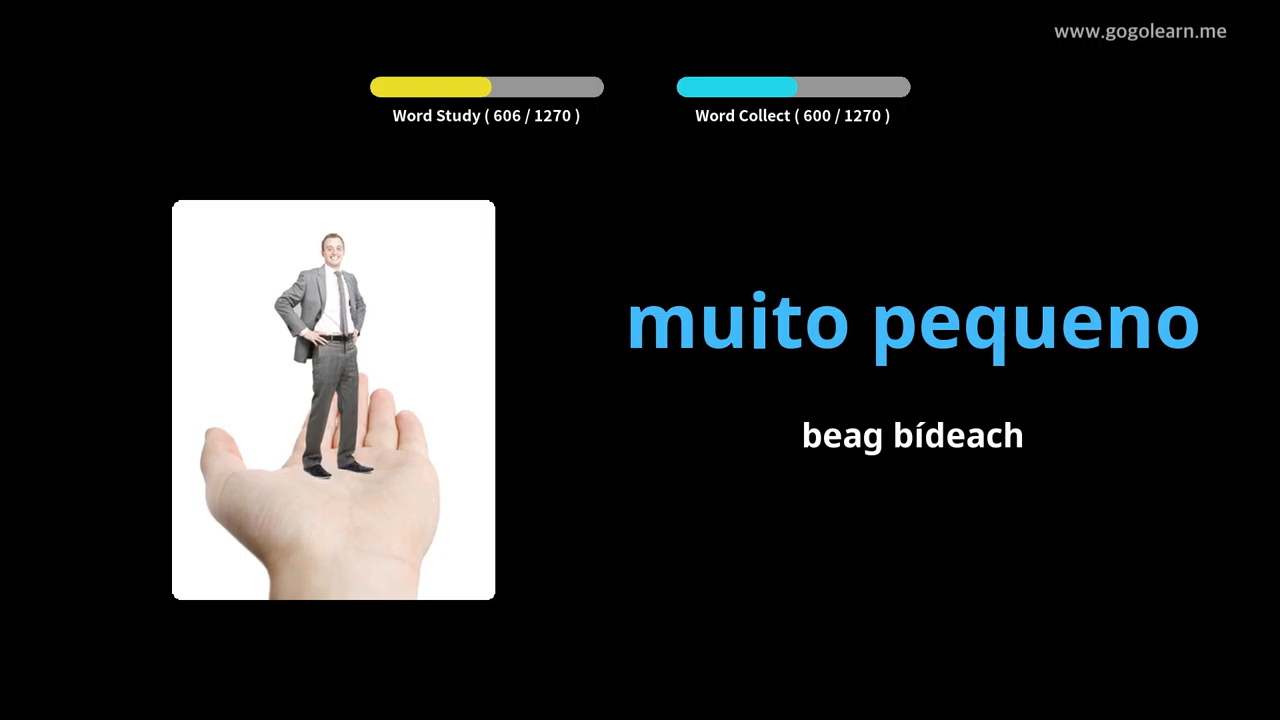 www.gogolearn.me
Word Study ( 606 / 1270 )
Word Collect ( 600 / 1270 )
muito pequeno
beag bídeach